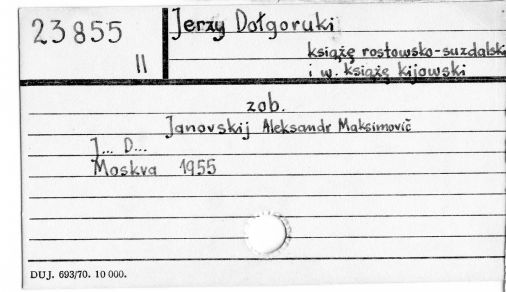 23855
II
Jerzy Dołgoruki
książę rostowsko-suzdalski
i w. książę kijowski
zob.
Janovskij Aleksandr Maksimovič
J... D...
Moskva 1955
DUJ. 693/70. 10 000.